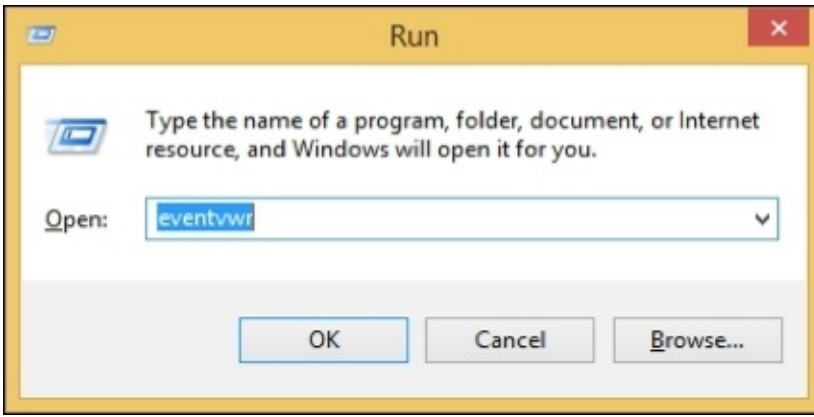 Run
Type the name of a program, folder, document, or Internet
resource, and Windows will open it for you.
Open: eventvwr
OK Cancel Browse...